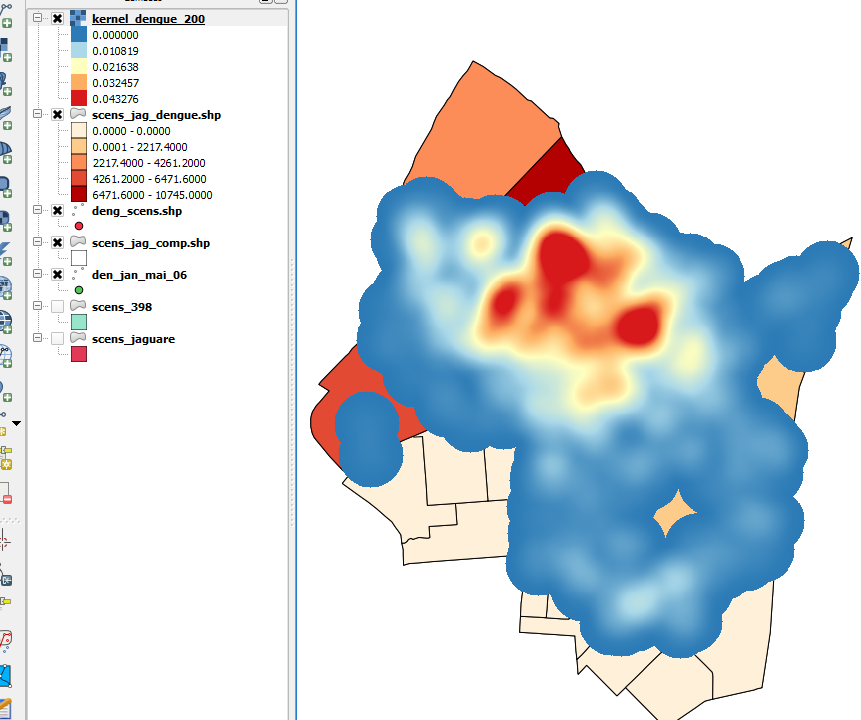 kernel_dengue_200
0.000000
0.010819
0.021638
0.032457
0.043276
scens_jag_dengue.shp
0.0000 - 0.0000
0.0001 - 2217.4000
2217.4000 - 4261.2000
4261.2000 - 6471.6000
6471.6000 - 10745.0000
deng_scens.shp
scens_jag_comp.shp
den_jan_mai_06
scens_398
scens_jaguare